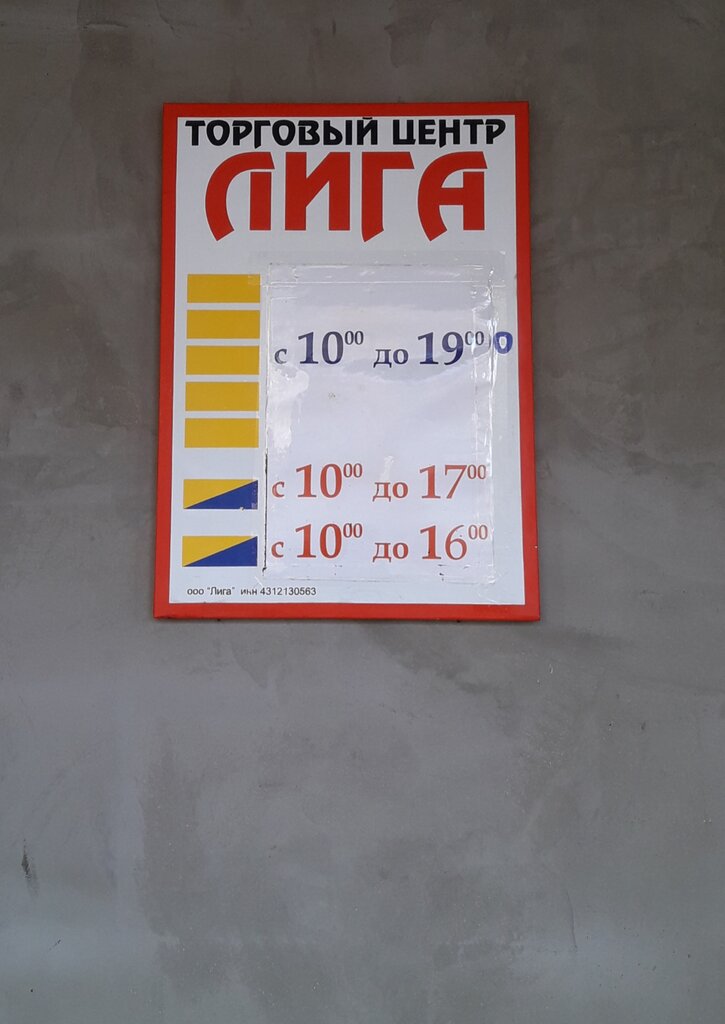 ТОРГОВЫЙ ЦЕНТР
ЛИГА
с 10⁰⁰ до 19⁰⁰
с 10⁰⁰ до 17⁰⁰
с 10⁰⁰ до 16⁰⁰
ООО "Лига" ИНН 4312130563